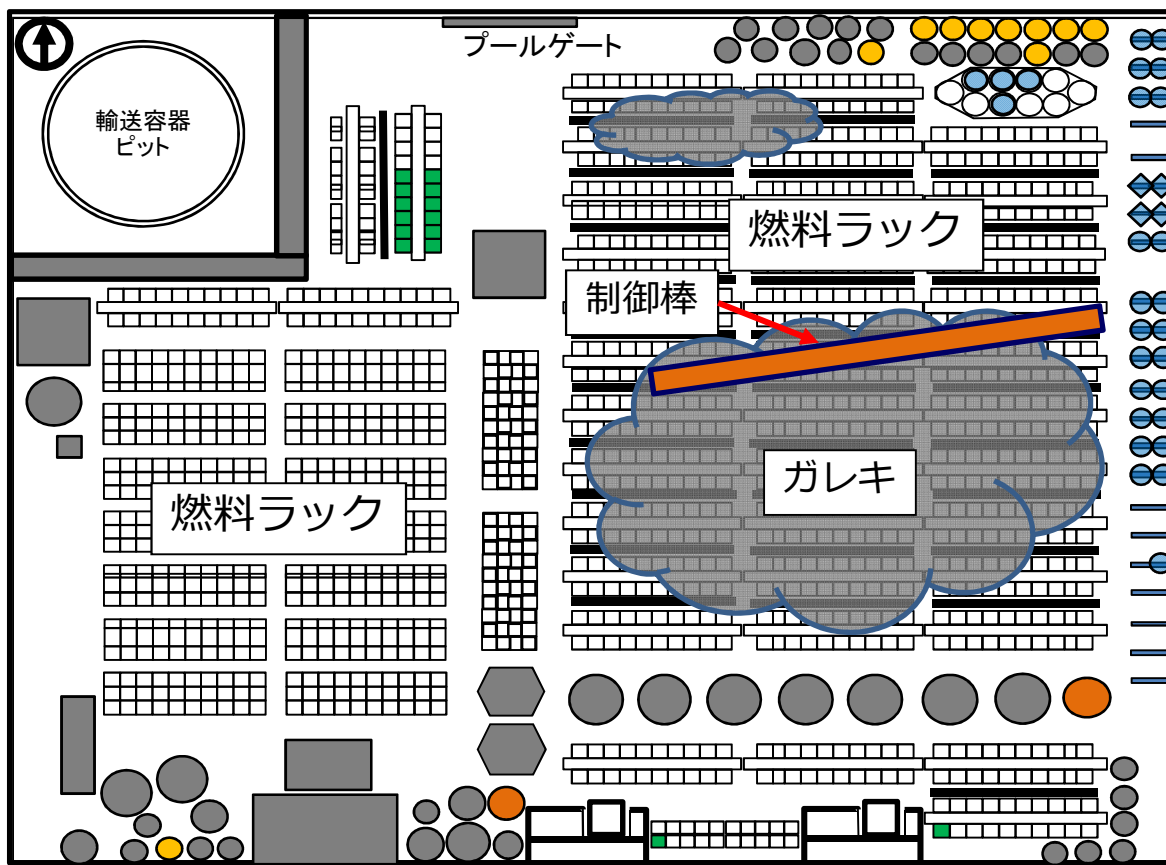 プールゲート
輸送容器
ピット
燃料ラック
制御棒
ガレキ
燃料ラック